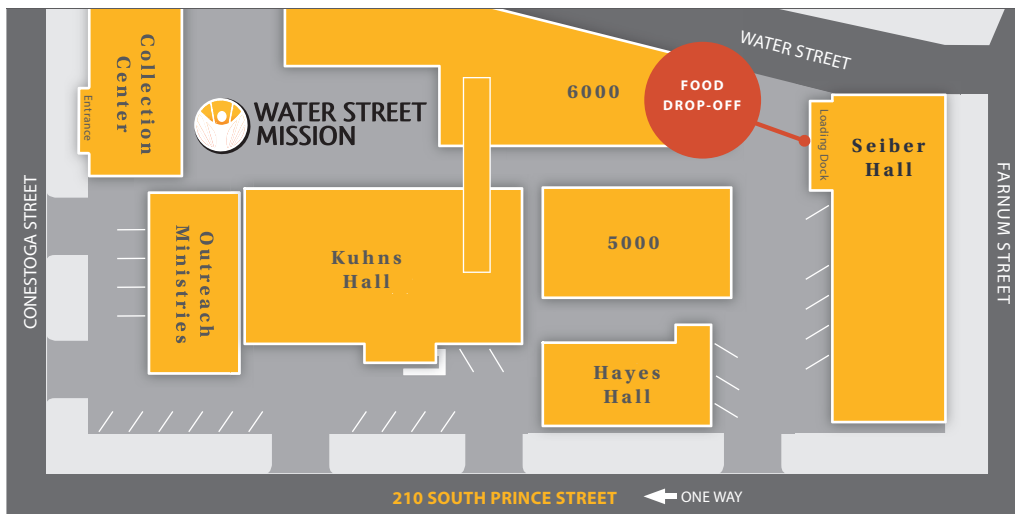 Collection
Center
Entrance
WATER STREET
MISSION
6000
FOOD
DROP-OFF
WATER STREET
Loading Dock
Seiber
Hall
CONESTOGA STREET
FARNUM STREET
Outreach
Ministries
Kuhns
Hall
5000
Hayes
Hall
210 SOUTH PRINCE STREET
ONE WAY